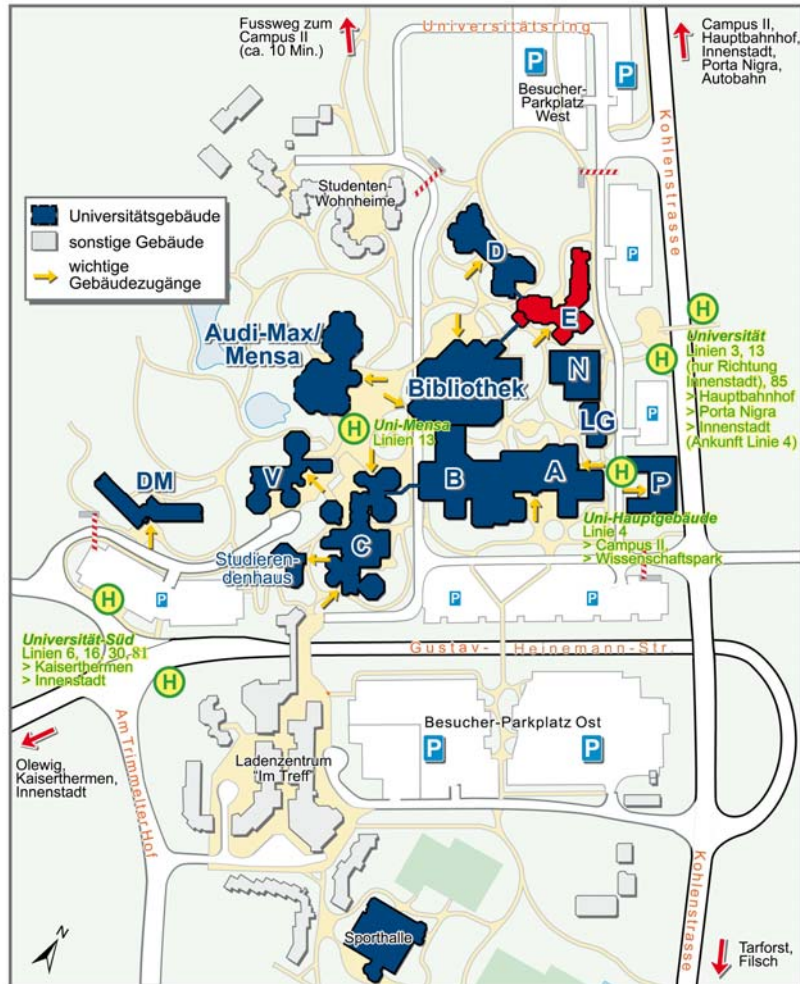 Fussweg zum
Campus II
(ca. 10 Min.)
Universitätsring
Campus II,
Hauptbahnhof,
Innenstadt,
Porta Nigra,
Autobahn
P
P
Besucher-
Parkplatz
West
Kohlenstrasse
Studenten-
Wohnheime
Universitätsgebäude
sonstige Gebäude
wichtige
Gebäudezugänge
P
D
E
H
H
Universität
Linien 3, 13
(nur Richtung
Innenstadt), 85
> Hauptbahnhof
> Porta Nigra
> Innenstadt
(Ankunft Linie 4)
Audi-Max/
Mensa
Bibliothek
N
P
LG
H
Uni-Mensa
Linien 13
DM
V
B
A
H
P
C
Uni-Hauptgebäude
Linie 4
> Campus II
> Wissenschaftspark
Studieren-
denhaus
H
P
P
P
Universität-Süd
Linien 6, 16, 30, 81
> Kaiserthermen
> Innenstadt
H
Gustav-Heinemann-Str.
Besucher-Parkplatz Ost
P
P
Olewig,
Kaiserthermen,
Innenstadt
Am Trimmelter Hof
Ladenzentrum
"Im Treff"
Kohlenstrasse
Sporthalle
N
Tarforst,
Filsch